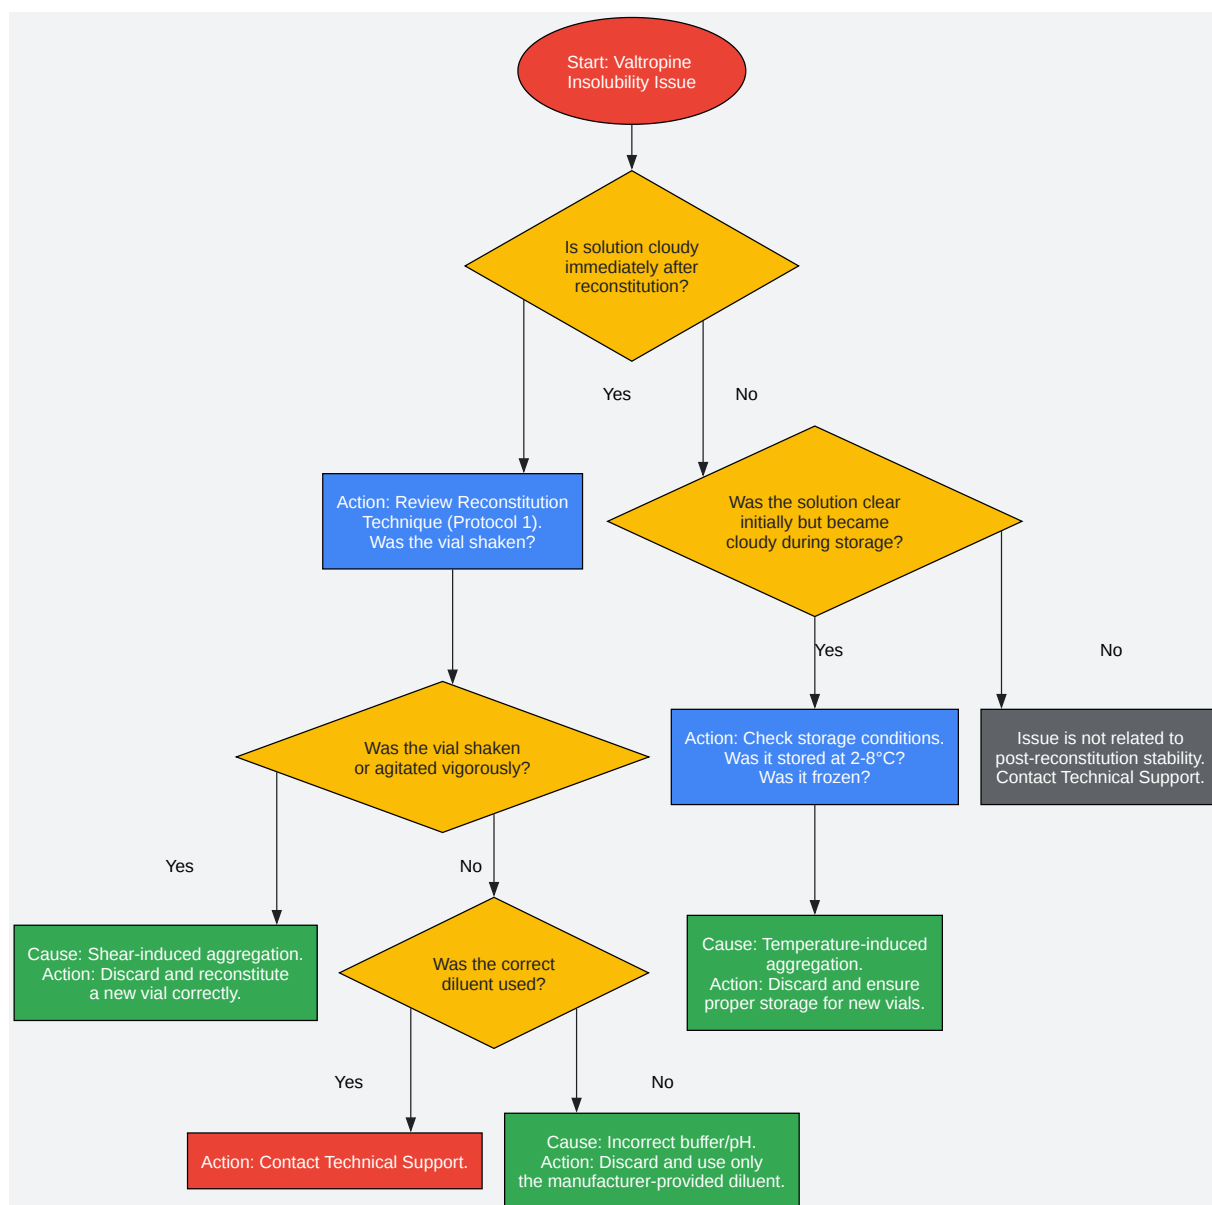 Start: Valtropine
Insolubility Issue
Is solution cloudy
immediately after
reconstitution?
Yes
No
Action: Review Reconstitution
Technique (Protocol 1).
Was the vial shaken?
Was the solution clear
initially but became
cloudy during storage?
Yes
No
Was the vial shaken
or agitated vigorously?
Action: Check storage conditions.
Was it stored at 2-8°C?
Was it frozen?
Issue is not related to
post-reconstitution stability.
Contact Technical Support.
Yes
No
Cause: Shear-induced aggregation.
Action: Discard and reconstitute
a new vial correctly.
Was the correct
diluent used?
Cause: Temperature-induced
aggregation.
Action: Discard and ensure
proper storage for new vials.
Yes
No
Action: Contact Technical Support.
Cause: Incorrect buffer/pH.
Action: Discard and use only
the manufacturer-provided diluent.